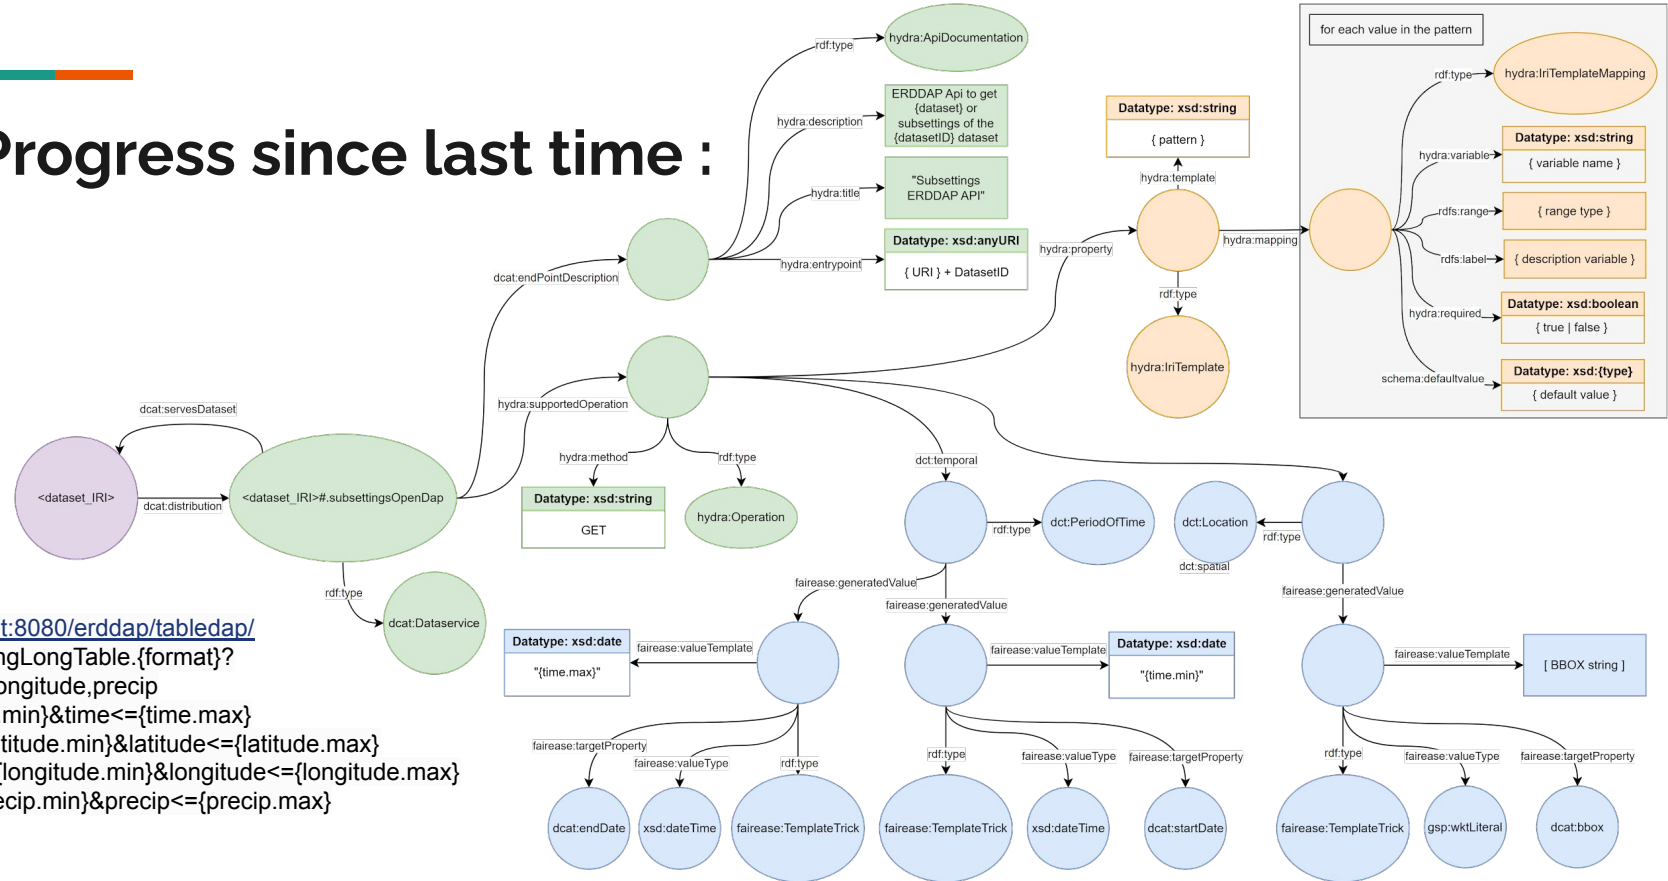 Progress since last time :
rdf:type
hydra:ApiDocumentation
hydra:description
ERDDAP Api to get
{dataset} or
subsettings of the
{datasetID} dataset
hydra:title
"Subsettings
ERDDAP API"
hydra:entrypoint
Datatype: xsd:anyURI
{ URI } + DatasetID
dcat:endPointDescription
hydra:supportedOperation
hydra:property
Datatype: xsd:string
{ pattern }
hydra:template
hydra:mapping
rdf:type
hydra:IriTemplate
for each value in the pattern
rdf:type
hydra:IriTemplateMapping
hydra:variable
Datatype: xsd:string
{ variable name }
rdfs:range
{ range type }
rdfs:label
{ description variable }
hydra:required
Datatype: xsd:boolean
{ true | false }
schema:defaultvalue
Datatype: xsd:{type}
{ default value }
dcat:servesDataset
<dataset_IRI>
dcat:distribution
<dataset_IRI>#.subsettingsOpenDap
rdf:type
dcat:Dataservice
hydra:method
Datatype: xsd:string
GET
rdf:type
hydra:Operation
dct:temporal
rdf:type
dct:PeriodOfTime
dct:Location
rdf:type
dct:spatial
fairease:generatedValue
fairease:generatedValue
fairease:generatedValue
Datatype: xsd:date
"{time.max}"
fairease:valueTemplate
fairease:valueTemplate
Datatype: xsd:date
"{time.min}"
fairease:valueTemplate
[ BBOX string ]
fairease:targetProperty
fairease:valueType
rdf:type
rdf:type
fairease:valueType
fairease:targetProperty
rdf:type
fairease:valueType
fairease:targetProperty
dcat:endDate
xsd:dateTime
fairease:TemplateTrick
fairease:TemplateTrick
xsd:dateTime
dcat:startDate
fairease:TemplateTrick
gsp:wktLiteral
dcat:bbox
t:8080/erddap/tabledap/
ngLongTable.{format}?
ongitude,precip
.min}&time<={time.max}
titude.min}&latitude<={latitude.max}
{longitude.min}&longitude<={longitude.max}
ecip.min}&precip<={precip.max}